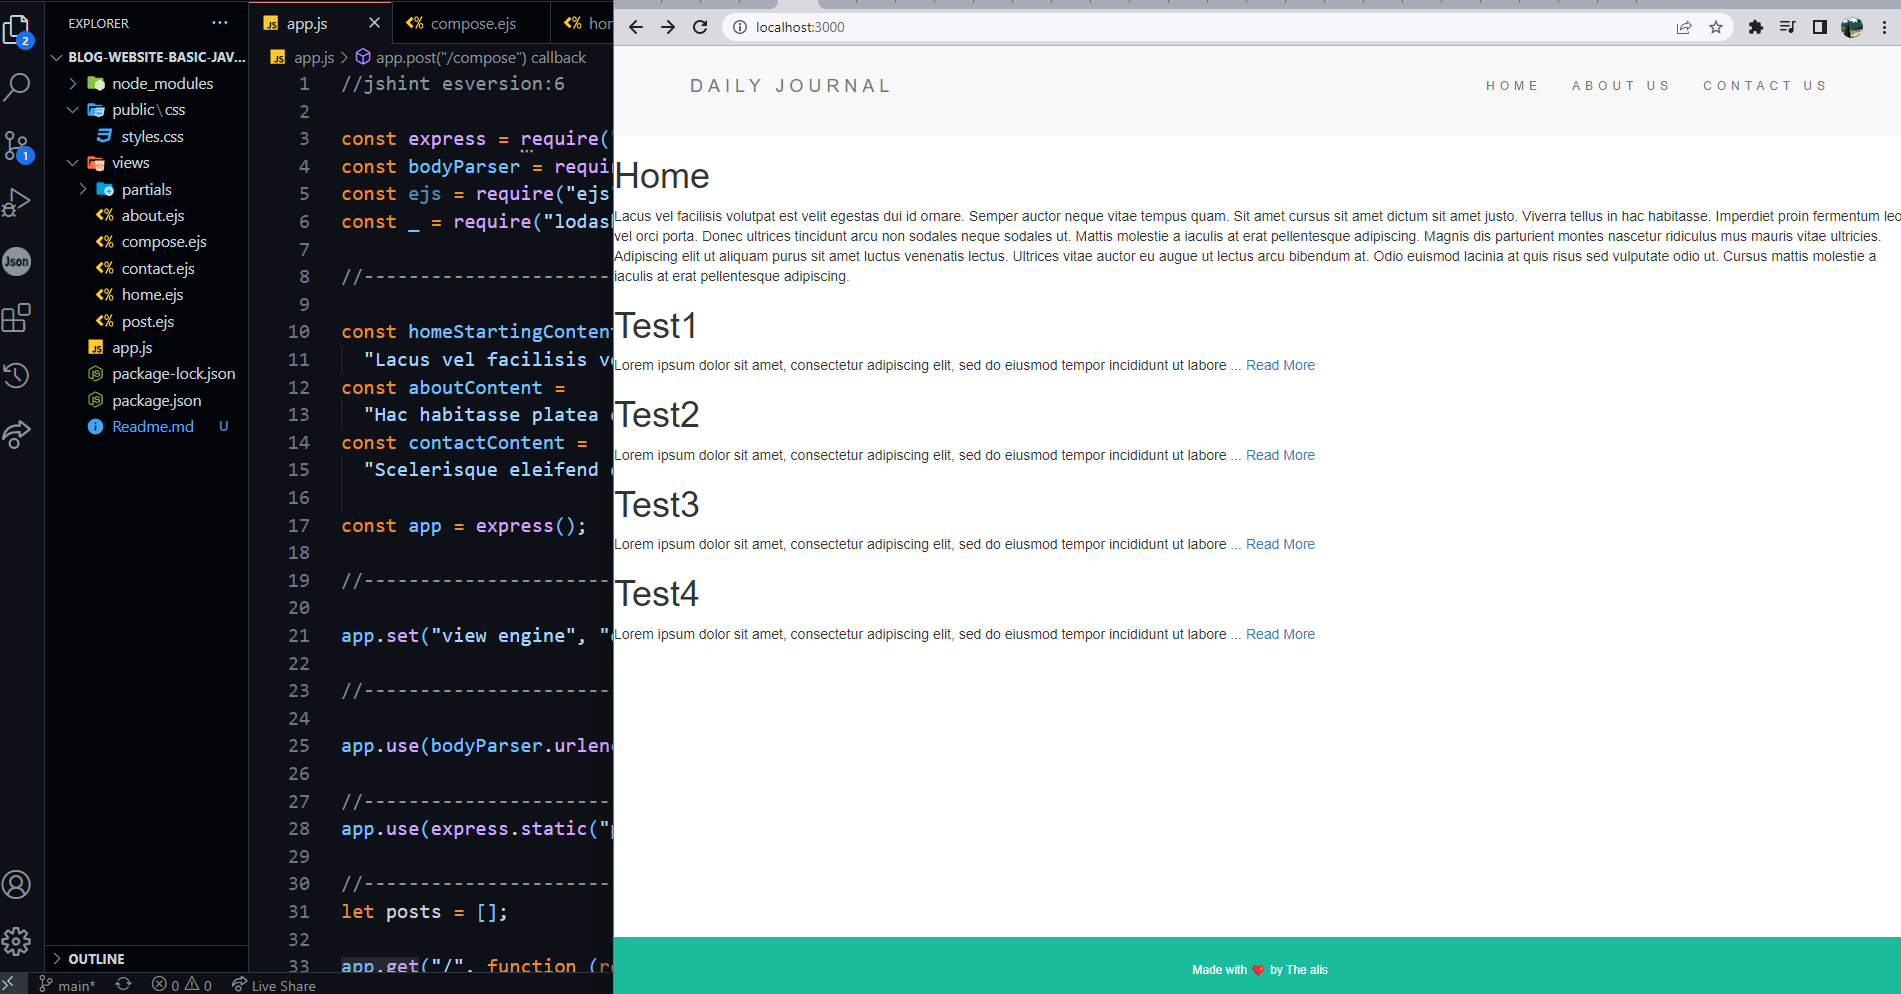 EXPLORER
BLOG-WEBSITE-BASIC-JAV...
node_modules
public\css
styles.css
views
partials
about.ejs
compose.ejs
contact.ejs
home.ejs
post.ejs
app.js
package-lock.json
package.json
Readme.md U
OUTLINE
2
1
Json
app.js
compose.ejs
hom
app.js > app.post("/compose") callback
1 //jshint esversion:6
2
3 const express = require("
4 const bodyParser = requi
5 const ejs = require("ejs
6 const _ = require("lodas
7
8 //----------------------
9
10 const homeStartingConten
11 "Lacus vel facilisis v
12 const aboutContent =
13 "Hac habitasse platea
14 const contactContent =
15 "Scelerisque eleifend
16
17 const app = express();
18
19 //----------------------
20
21 app.set("view engine", "
22
23 //----------------------
24
25 app.use(bodyParser.urlen
26
27 //----------------------
28 app.use(express.static("
29
30 //----------------------
31 let posts = [];
32
33 app.get("/", function (re
main* 0 0 Live Share
localhost:3000
DAILY JOURNAL
HOME ABOUT US CONTACT US
Home
Lacus vel facilisis volutpat est velit egestas dui id ornare. Semper auctor neque vitae tempus quam. Sit amet cursus sit amet dictum sit amet justo. Viverra tellus in hac habitasse. Imperdiet proin fermentum leo
vel orci porta. Donec ultrices tincidunt arcu non sodales neque sodales ut. Mattis molestie a iaculis at erat pellentesque adipiscing. Magnis dis parturient montes nascetur ridiculus mus mauris vitae ultricies.
Adipiscing elit ut aliquam purus sit amet luctus venenatis lectus. Ultrices vitae auctor eu augue ut lectus arcu bibendum at. Odio euismod lacinia at quis risus sed vulputate odio ut. Cursus mattis molestie a
iaculis at erat pellentesque adipiscing.
Test1
Lorem ipsum dolor sit amet, consectetur adipiscing elit, sed do eiusmod tempor incididunt ut labore ... Read More
Test2
Lorem ipsum dolor sit amet, consectetur adipiscing elit, sed do eiusmod tempor incididunt ut labore ... Read More
Test3
Lorem ipsum dolor sit amet, consectetur adipiscing elit, sed do eiusmod tempor incididunt ut labore ... Read More
Test4
Lorem ipsum dolor sit amet, consectetur adipiscing elit, sed do eiusmod tempor incididunt ut labore ... Read More
Made with ❤️ by The alis